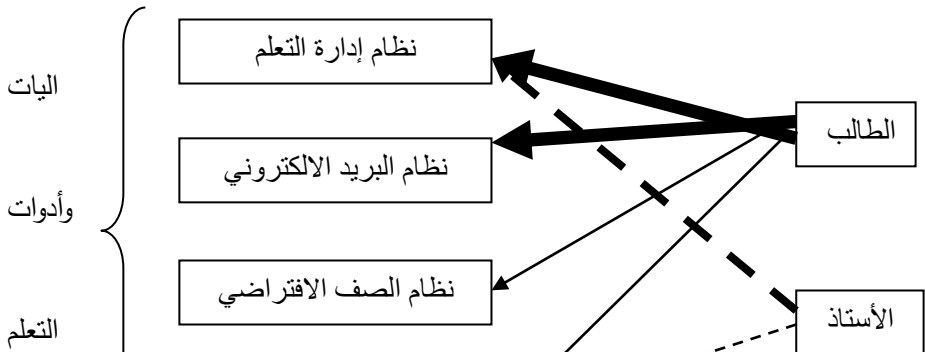 نظام إدارة التعلم
اليات
الطالب
نظام البريد الالكتروني
وأدوات
نظام الصف الافتراضي
الأستاذ
التعلم